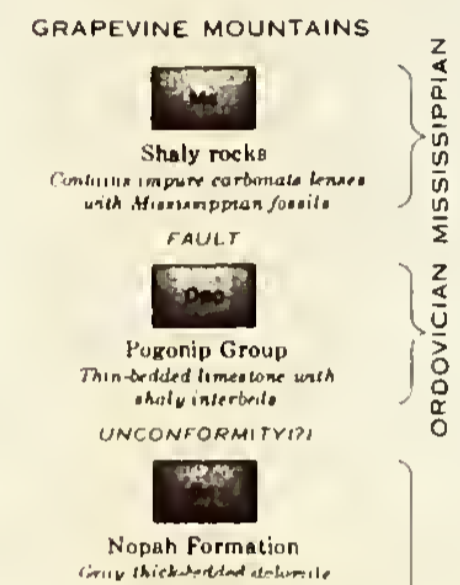 GRAPEVINE MOUNTAINS
Shaly rocks
Contains impure carbonate lenses
with Mississippian fossils
FAULT
MISSISSIPPIAN
Pogonip Group
Thin-bedded limestone with
shaly interbeds
ORDOVICIAN
UNCONFORMITY(?)
Nopah Formation
Gray thick-bedded dolomite